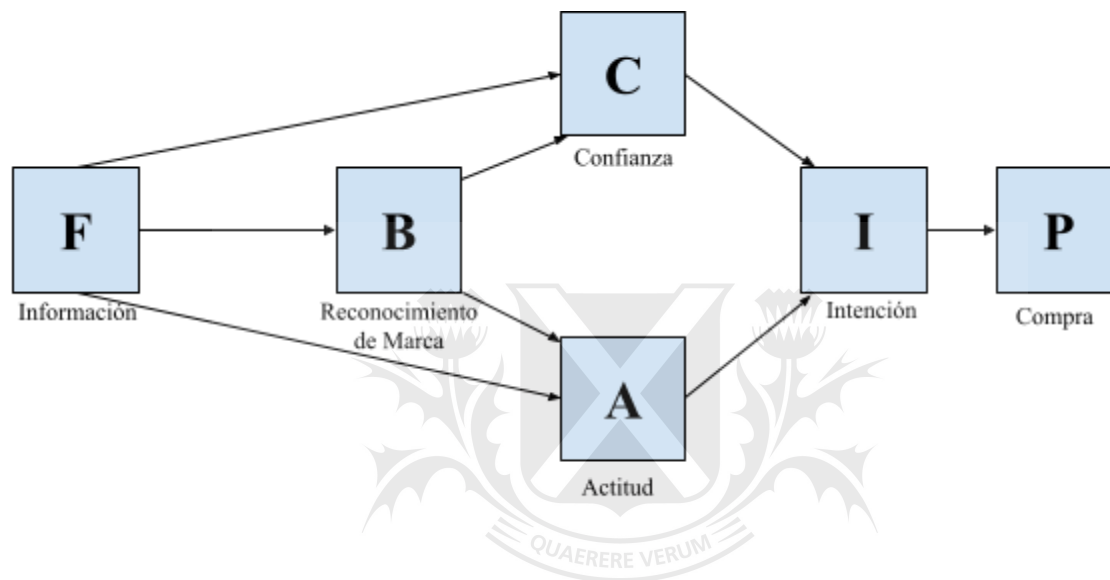 C
Confianza
F
Información
B
Reconocimiento
de Marca
I
Intención
P
Compra
A
Actitud
QUAERERE VERUM